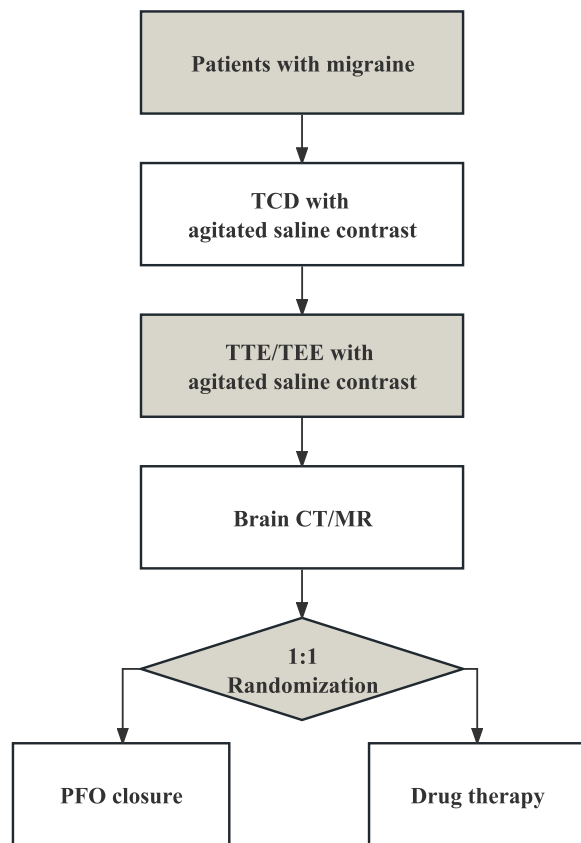 Patients with migraine
TCD with
agitated saline contrast
TTE/TEE with
agitated saline contrast
Brain CT/MR
1:1
Randomization
PFO closure
Drug therapy